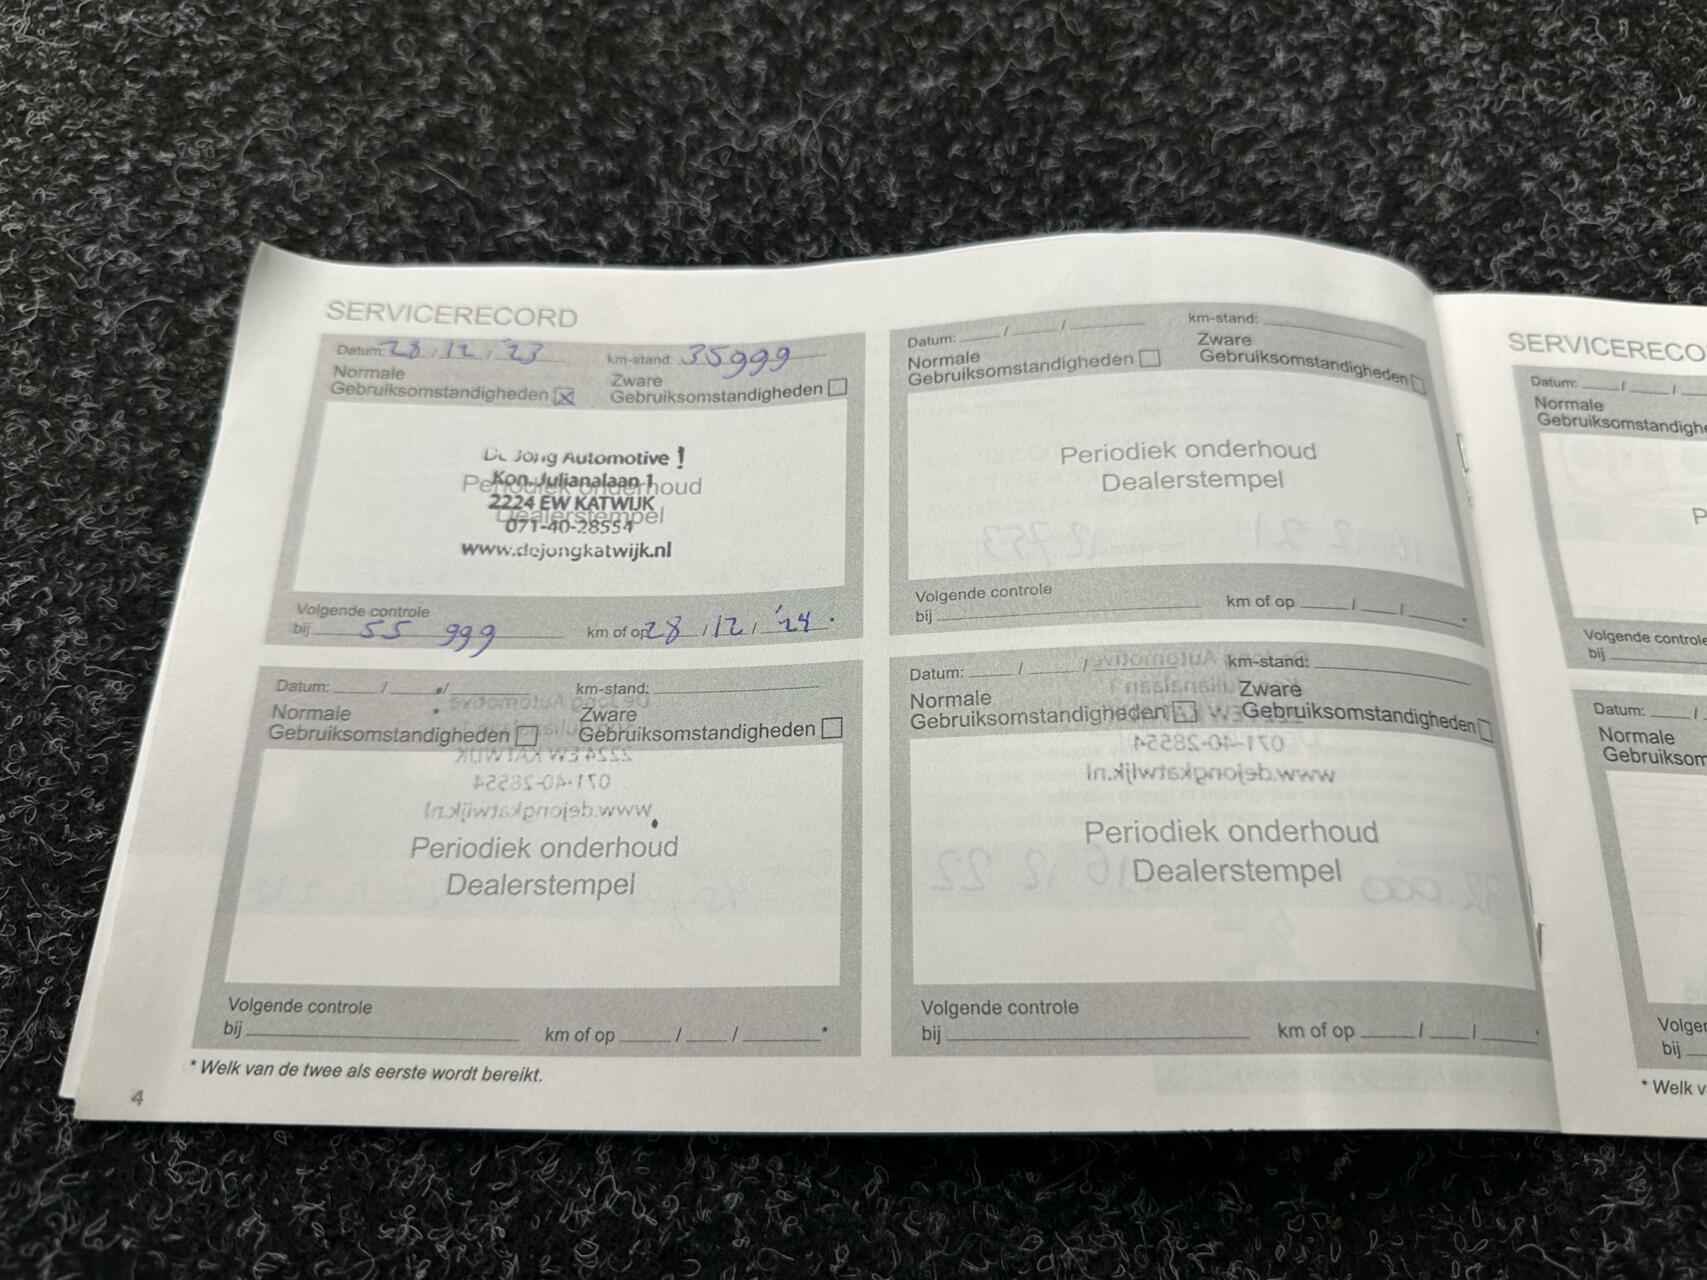 SERVICERECORD
Datum: 28 / 12 / '23 km-stand: 35999
Normale
Gebruiksomstandigheden
Zware
Gebruiksomstandigheden
De Jong Automotive !
Kon. Julianalaan 1
Periodiek onderhoud
2224 EW KATWIJK
Dealerstempel
071-40-28554
www.dejongkatwijk.nl
Volgende controle
bij 55 999 km of op 28 / 12 / '24 .
Datum: / / km-stand:
Normale
Gebruiksomstandigheden
Zware
Gebruiksomstandigheden
Periodiek onderhoud
Dealerstempel
Volgende controle
bij km of op / / *
Datum: / / km-stand:
Normale
Gebruiksomstandigheden
Zware
Gebruiksomstandigheden
Periodiek onderhoud
Dealerstempel
Volgende controle
bij km of op / / *
Datum: / / km-stand:
Normale
Gebruiksomstandigheden
Zware
Gebruiksomstandigheden
Periodiek onderhoud
Dealerstempel
Volgende controle
bij km of op / /
* Welk van de twee als eerste wordt bereikt.
4
SERVICERECO
Datum: / /
Normale
Gebruiksomstandighe
P
Volgende controle
bij
Datum: /
Normale
Gebruiksom
Volger
bij
* Welk v